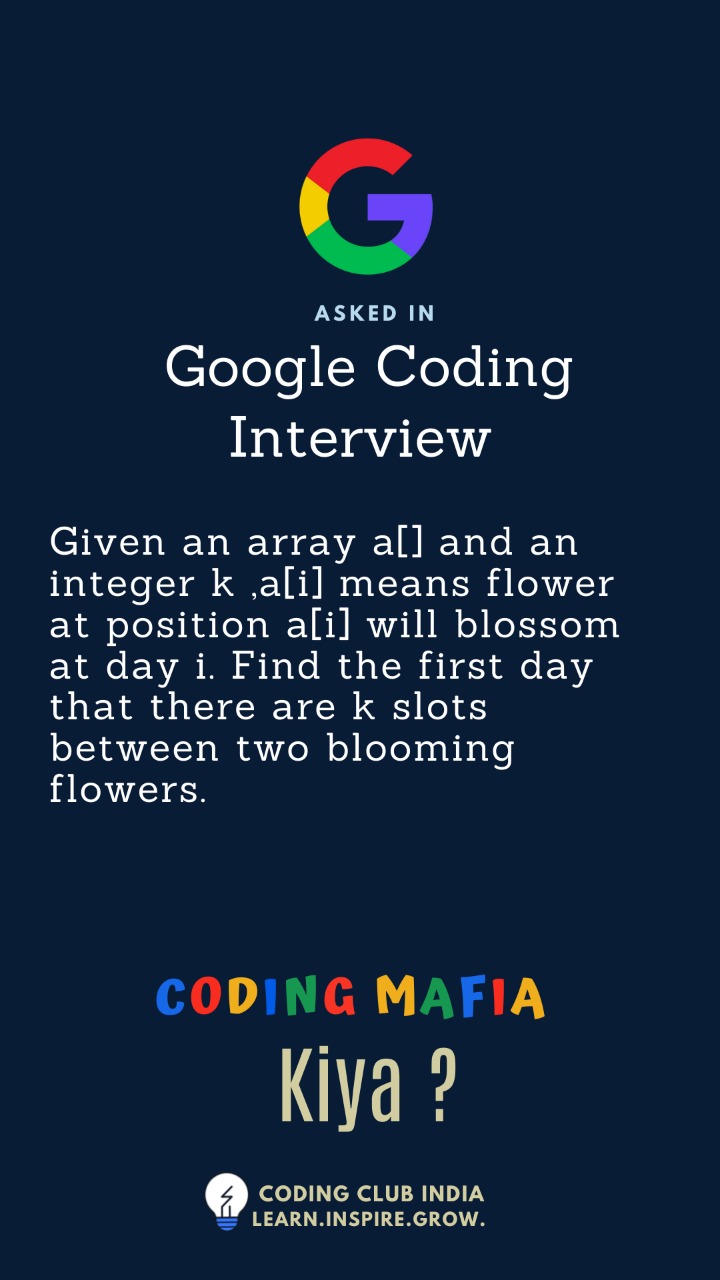 ASKED IN
Google Coding
Interview
Given an array a[] and an
integer k ,a[i] means flower
at position a[i] will blossom
at day i. Find the first day
that there are k slots
between two blooming
flowers.
CODING MAFIA
Kiya ?
CODING CLUB INDIA
LEARN.INSPIRE.GROW.